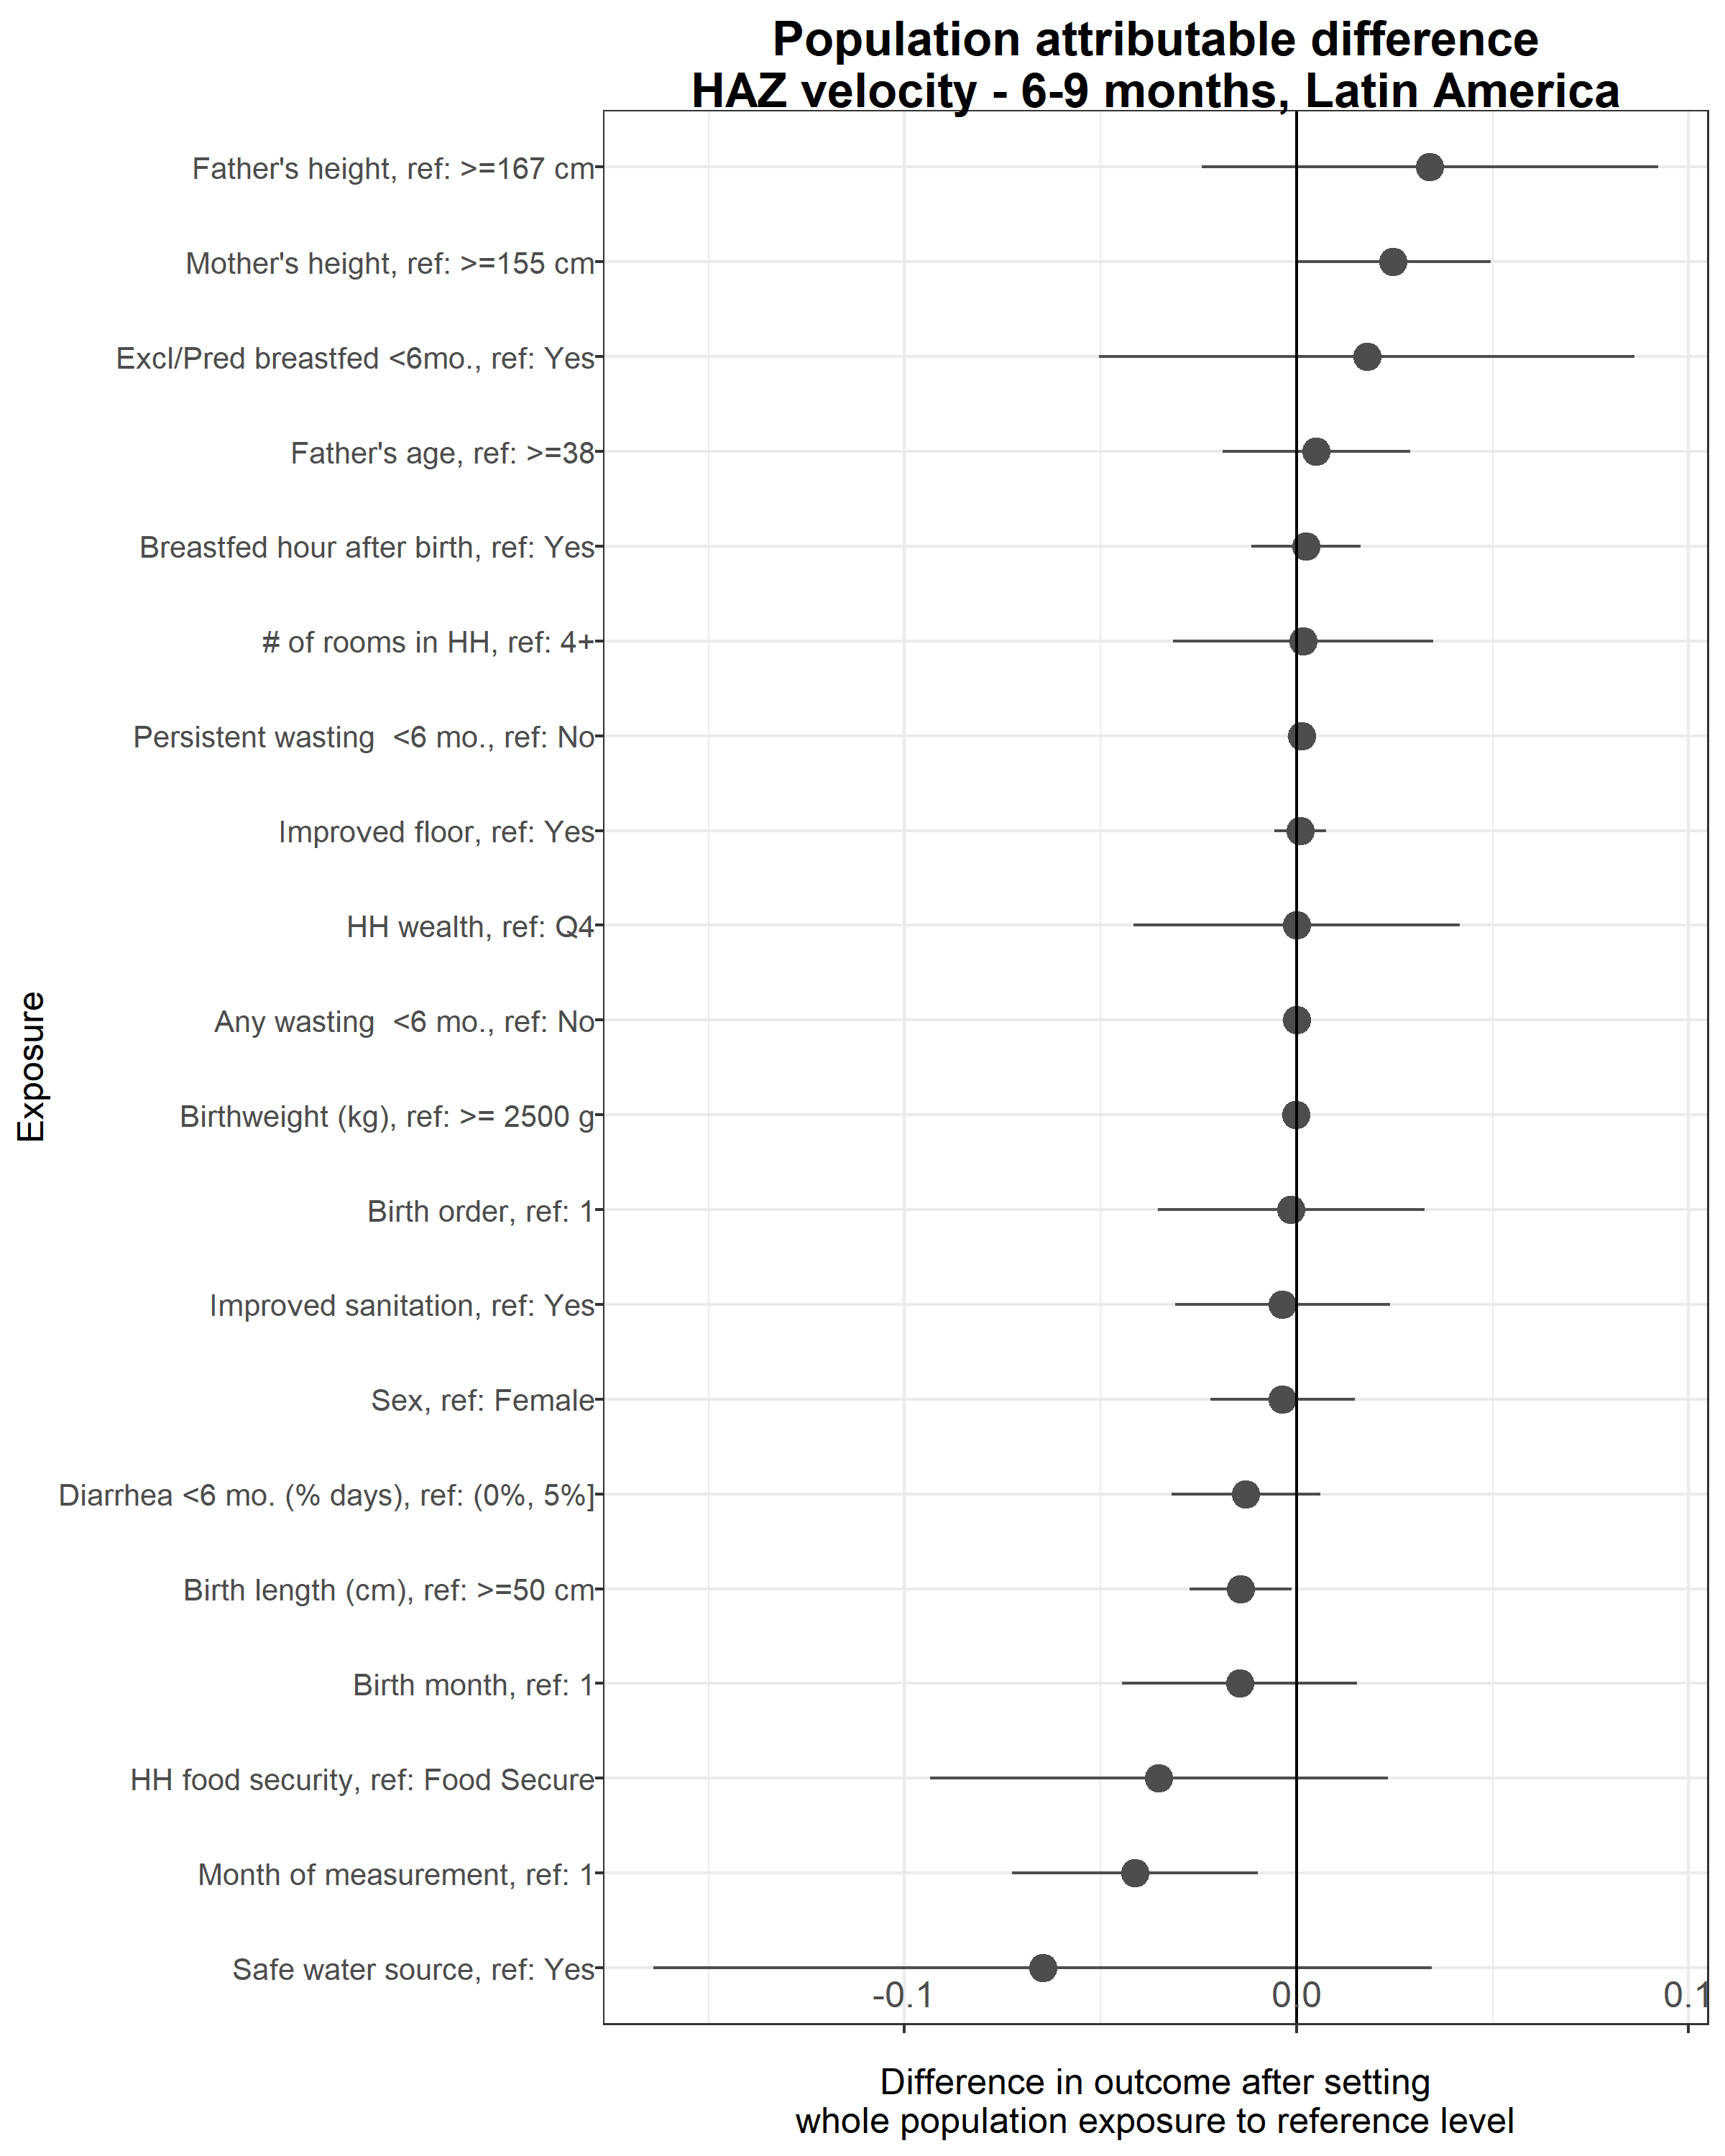 Population attributable difference
HAZ velocity - 6-9 months, Latin America
Father's height, ref: >=167 cm
Mother's height, ref: >=155 cm
Excl/Pred breastfed <6mo., ref: Yes
Father's age, ref: >=38
Breastfed hour after birth, ref: Yes
# of rooms in HH, ref: 4+
Persistent wasting  <6 mo., ref: No
Improved floor, ref: Yes
HH wealth, ref: Q4
Any wasting  <6 mo., ref: No
Birthweight (kg), ref: >= 2500 g
Birth order, ref: 1
Improved sanitation, ref: Yes
Sex, ref: Female
Diarrhea <6 mo. (% days), ref: (0%, 5%]
Birth length (cm), ref: >=50 cm
Birth month, ref: 1
HH food security, ref: Food Secure
Month of measurement, ref: 1
Safe water source, ref: Yes
Exposure
-0.1 0.0 0.1
Difference in outcome after setting
whole population exposure to reference level